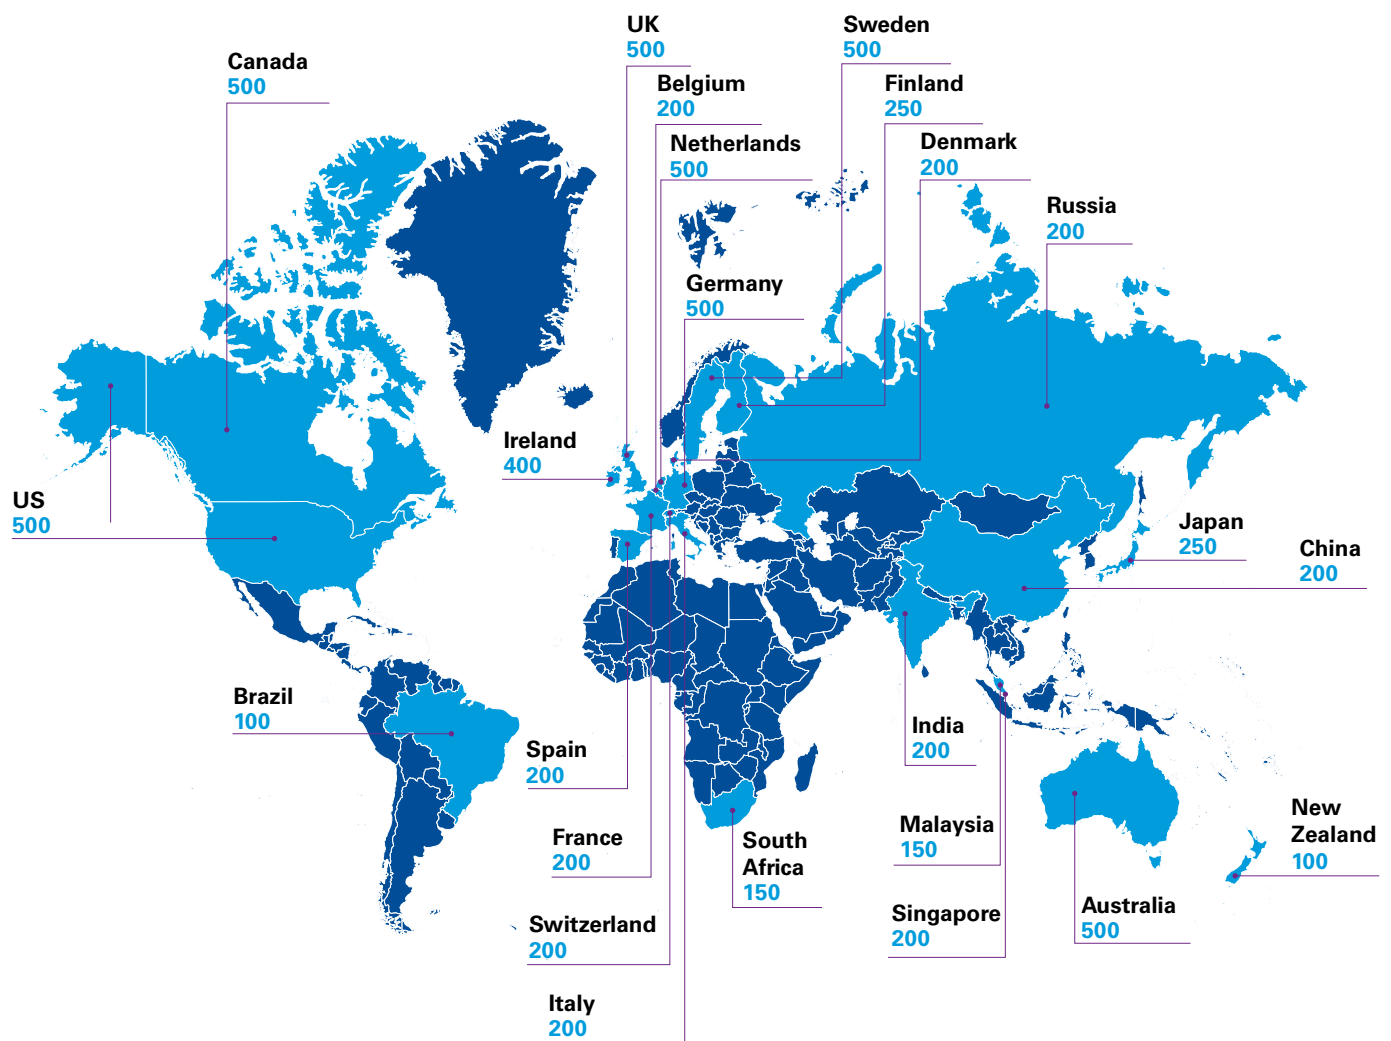 UK
500
Sweden
500
Canada
500
Belgium
200
Finland
250
Netherlands
500
Denmark
200
Russia
200
Germany
500
Ireland
400
US
500
Japan
250
China
200
Brazil
100
Spain
200
India
200
France
200
South
Africa
150
Malaysia
150
New
Zealand
100
Switzerland
200
Singapore
200
Australia
500
Italy
200